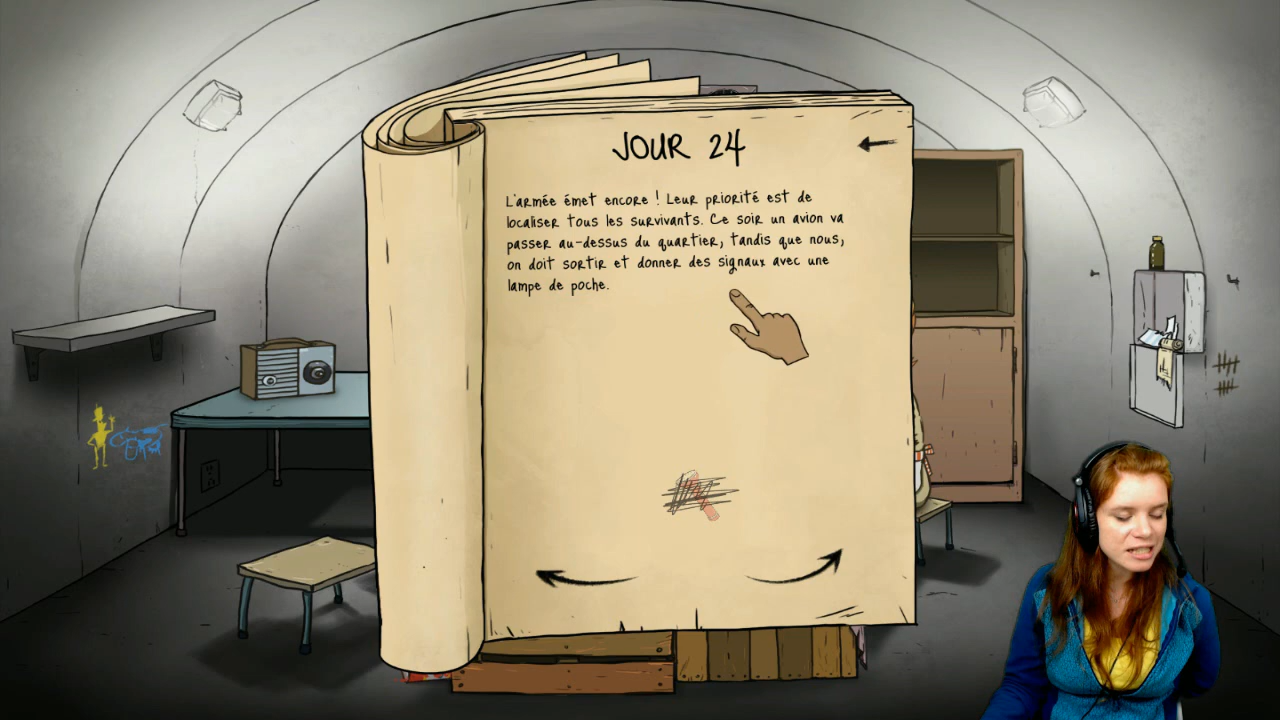 JOUR 24
L'armée émet encore ! Leur priorité est de
localiser tous les survivants. Ce soir un avion va
passer au-dessus du quartier, tandis que nous,
on doit sortir et donner des signaux avec une
lampe de poche.